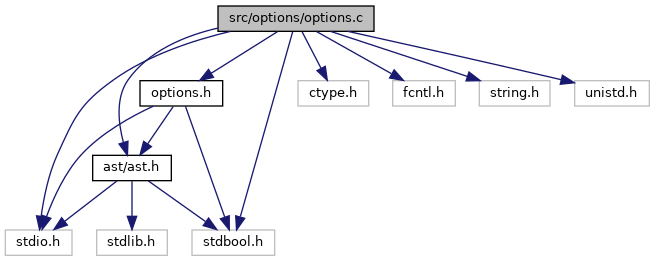 src/options/options.c
options.h
ctype.h
fcntl.h
string.h
unistd.h
ast/ast.h
stdio.h
stdlib.h
stdbool.h